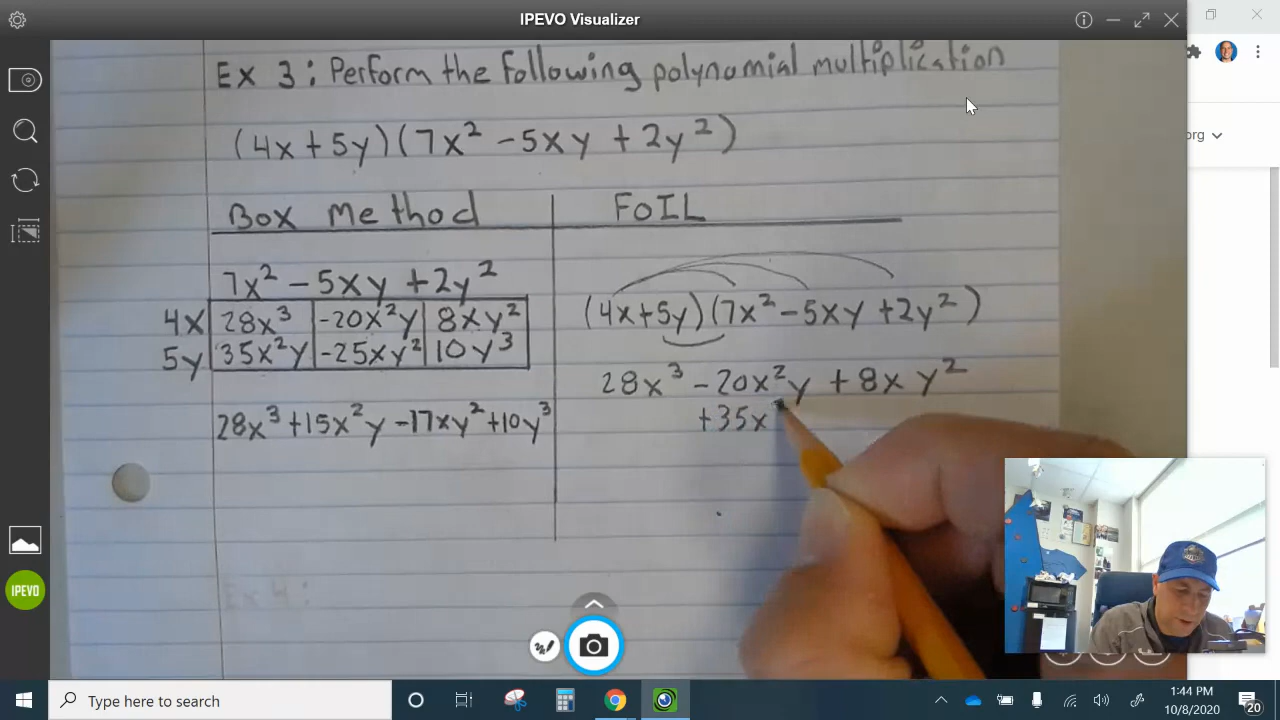 IPEVO Visualizer
Ex 3: Perform the following polynomial multiplication
(4x+5y)(7x² -5xy +2y²)
Box Method
FOIL
7x² -5xy +2y²
4x 28x³ -20x²y 8xy²
5y 35x²y -25xy² 10y³
28x³ +15x²y -17xy² +10y³
(4x+5y)(7x² -5xy +2y²)
28x³ -20x²y +8xy²
+35x
Ex 4:
org
IPEVO
Type here to search
1:44 PM
10/8/2020
20